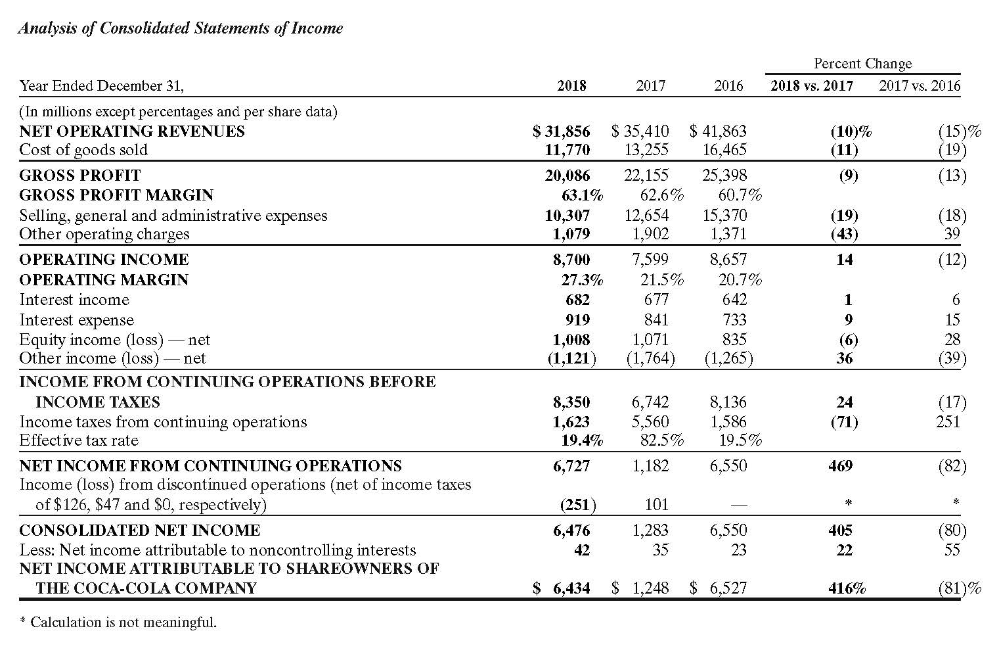 Analysis of Consolidated Statements of Income
Percent Change
Year Ended December 31, 2018 2017 2016 2018 vs. 2017 2017 vs. 2016
(In millions except percentages and per share data)
NET OPERATING REVENUES $ 31,856 $ 35,410 $ 41,863 (10)% (15)%
Cost of goods sold 11,770 13,255 16,465 (11) (19)
GROSS PROFIT 20,086 22,155 25,398 (9) (13)
GROSS PROFIT MARGIN 63.1% 62.6% 60.7%
Selling, general and administrative expenses 10,307 12,654 15,370 (19) (18)
Other operating charges 1,079 1,902 1,371 (43) 39
OPERATING INCOME 8,700 7,599 8,657 14 (12)
OPERATING MARGIN 27.3% 21.5% 20.7%
Interest income 682 677 642 1 6
Interest expense 919 841 733 9 15
Equity income (loss) — net 1,008 1,071 835 (6) 28
Other income (loss) — net (1,121) (1,764) (1,265) 36 (39)
INCOME FROM CONTINUING OPERATIONS BEFORE
INCOME TAXES 8,350 6,742 8,136 24 (17)
Income taxes from continuing operations 1,623 5,560 1,586 (71) 251
Effective tax rate 19.4% 82.5% 19.5%
NET INCOME FROM CONTINUING OPERATIONS 6,727 1,182 6,550 469 (82)
Income (loss) from discontinued operations (net of income taxes
of $126, $47 and $0, respectively) (251) 101 — * *
CONSOLIDATED NET INCOME 6,476 1,283 6,550 405 (80)
Less: Net income attributable to noncontrolling interests 42 35 23 22 55
NET INCOME ATTRIBUTABLE TO SHAREOWNERS OF
THE COCA-COLA COMPANY $ 6,434 $ 1,248 $ 6,527 416% (81)%
* Calculation is not meaningful.